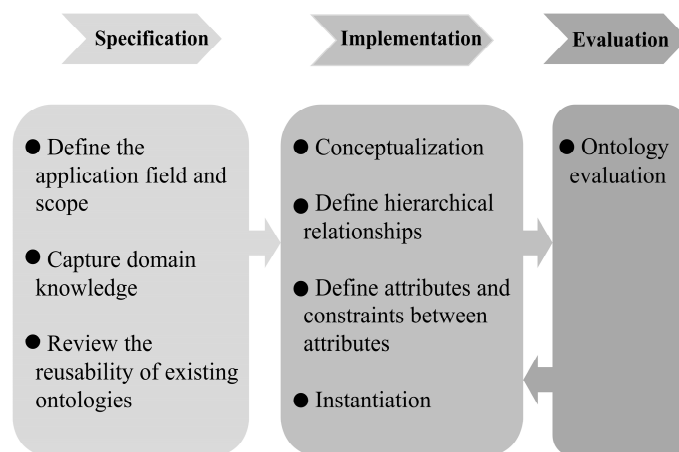 Specification
Implementation
Evaluation
● Define the
application field and
scope
● Capture domain
knowledge
● Review the
reusability of existing
ontologies
● Conceptualization
● Define hierarchical
relationships
● Define attributes and
constraints between
attributes
● Instantiation
● Ontology
evaluation